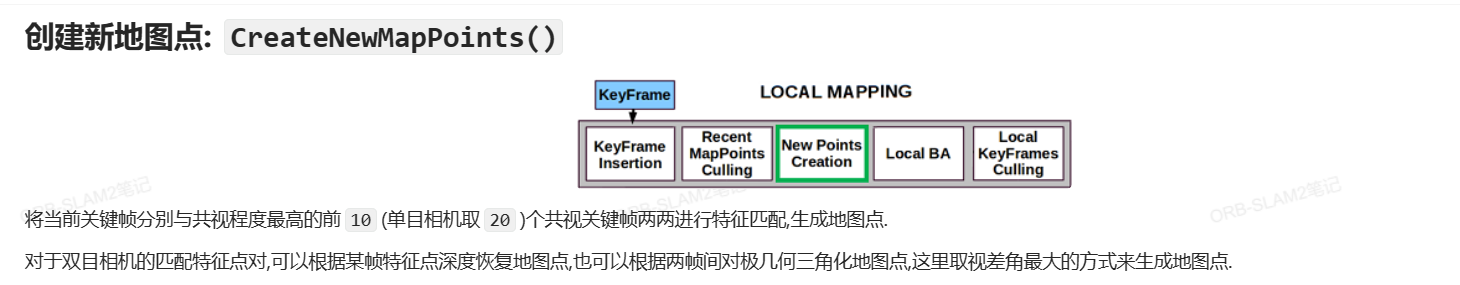 创建新地图点: CreateNewMapPoints()
LOCAL MAPPING
KeyFrame
KeyFrame
Insertion
Recent
MapPoints
Culling
New Points
Creation
Local BA
Local
KeyFrames
Culling
ORB-SLAM2笔记
ORB-SLAM2笔记
ORB-SLAM2笔记
将当前关键帧分别与共视程度最高的前 10 (单目相机取 20 )个共视关键帧两两进行特征匹配,生成地图点.
对于双目相机的匹配特征点对,可以根据某帧特征点深度恢复地图点,也可以根据两帧间对极几何三角化地图点,这里取视差角最大的方式来生成地图点.